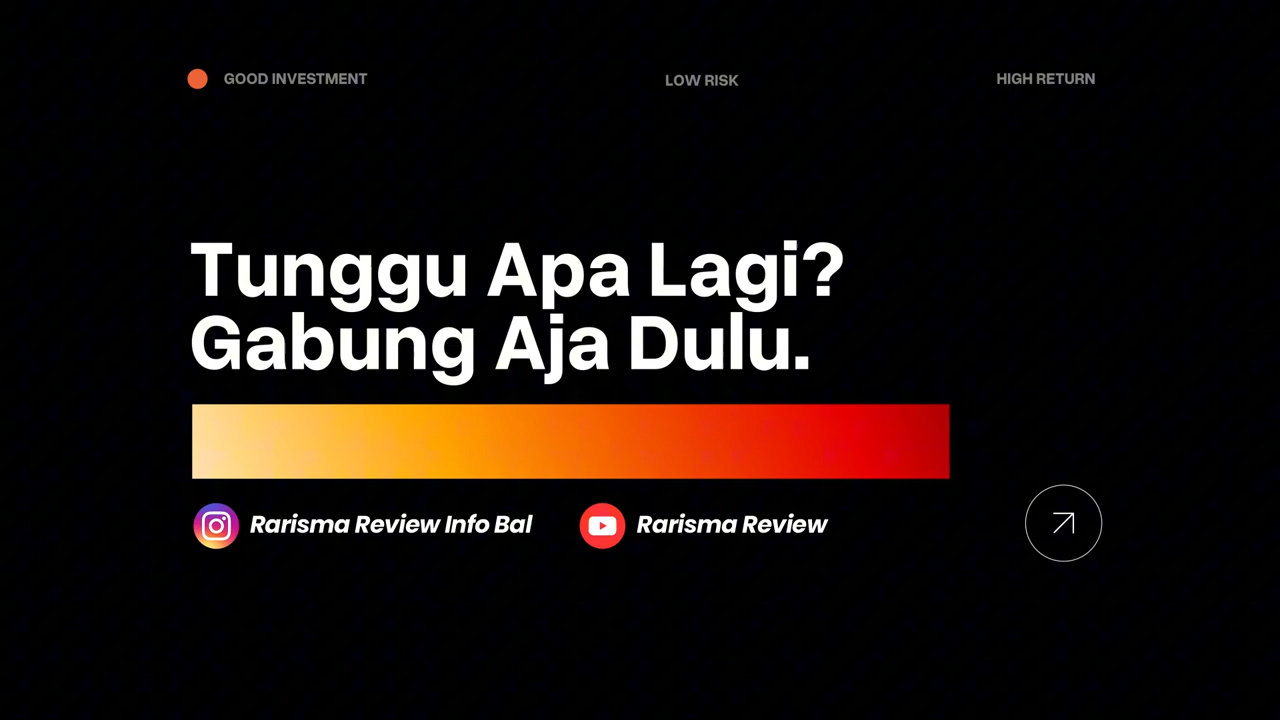 GOOD INVESTMENT
LOW RISK
HIGH RETURN
Tunggu Apa Lagi?
Gabung Aja Dulu.
Rarisma Review Info Bal
Rarisma Review